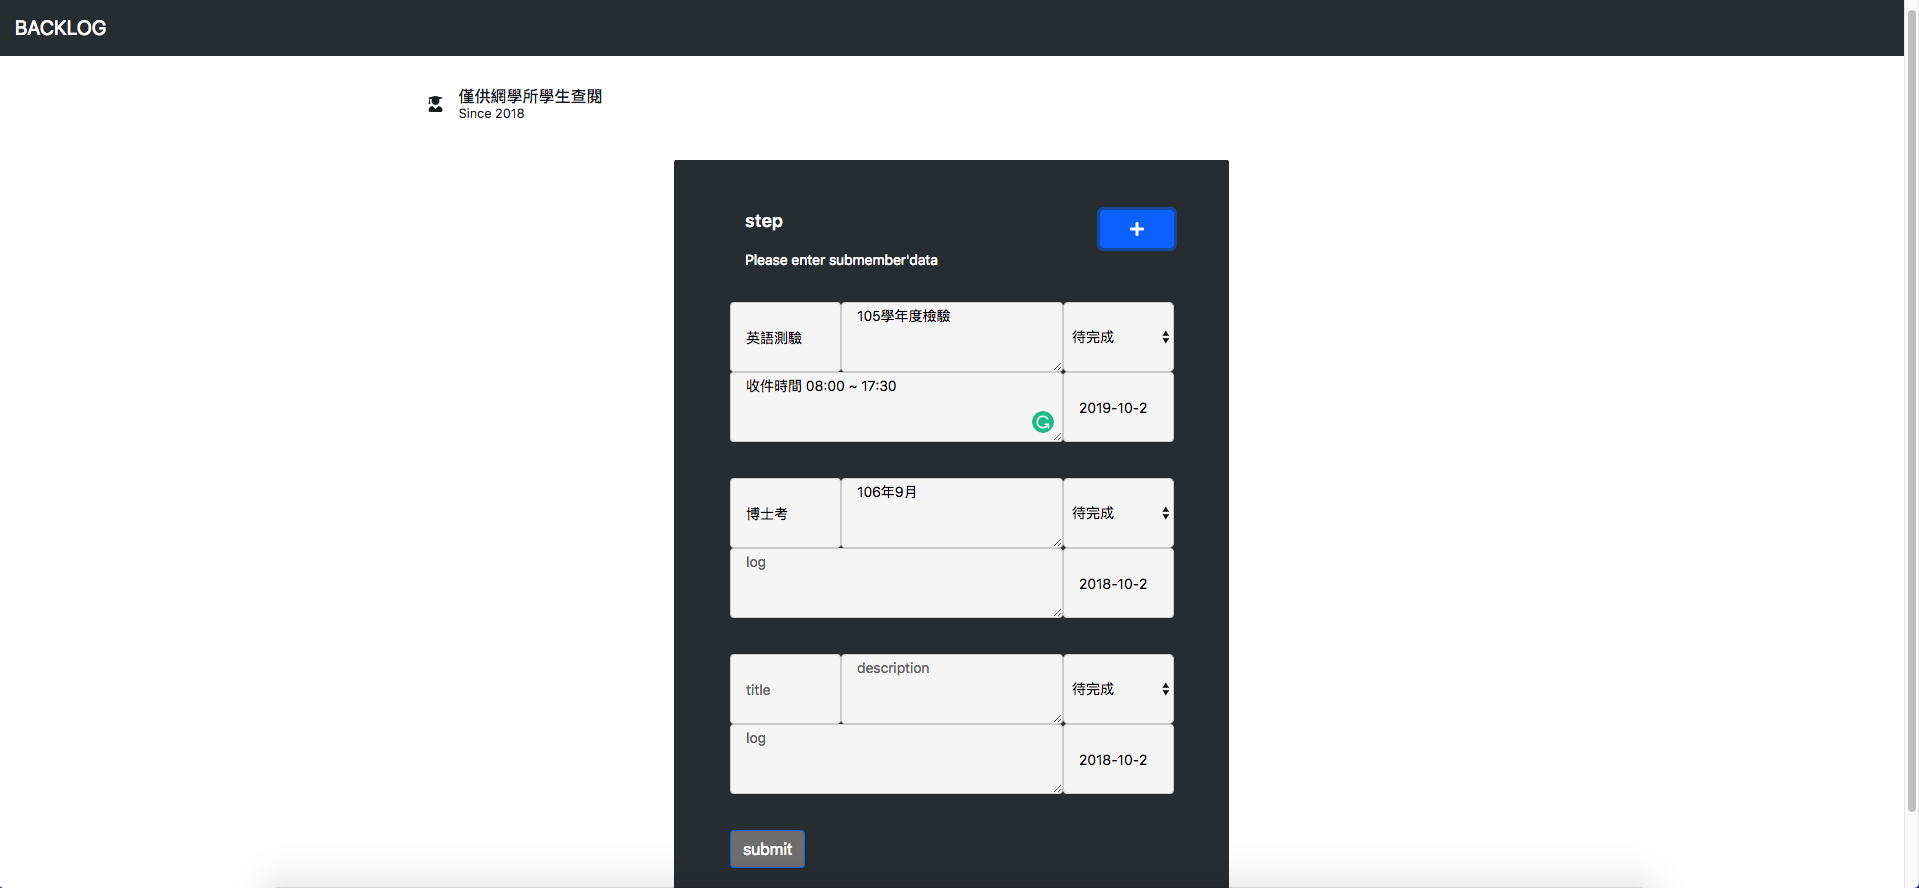 BACKLOG
僅供網學所學生查閱
Since 2018
step
Please enter submember'data
英語測驗
105學年度檢驗
待完成
收件時間 08:00 ~ 17:30
2019-10-2
博士考
106年9月
待完成
log
2018-10-2
title
description
待完成
log
2018-10-2
submit